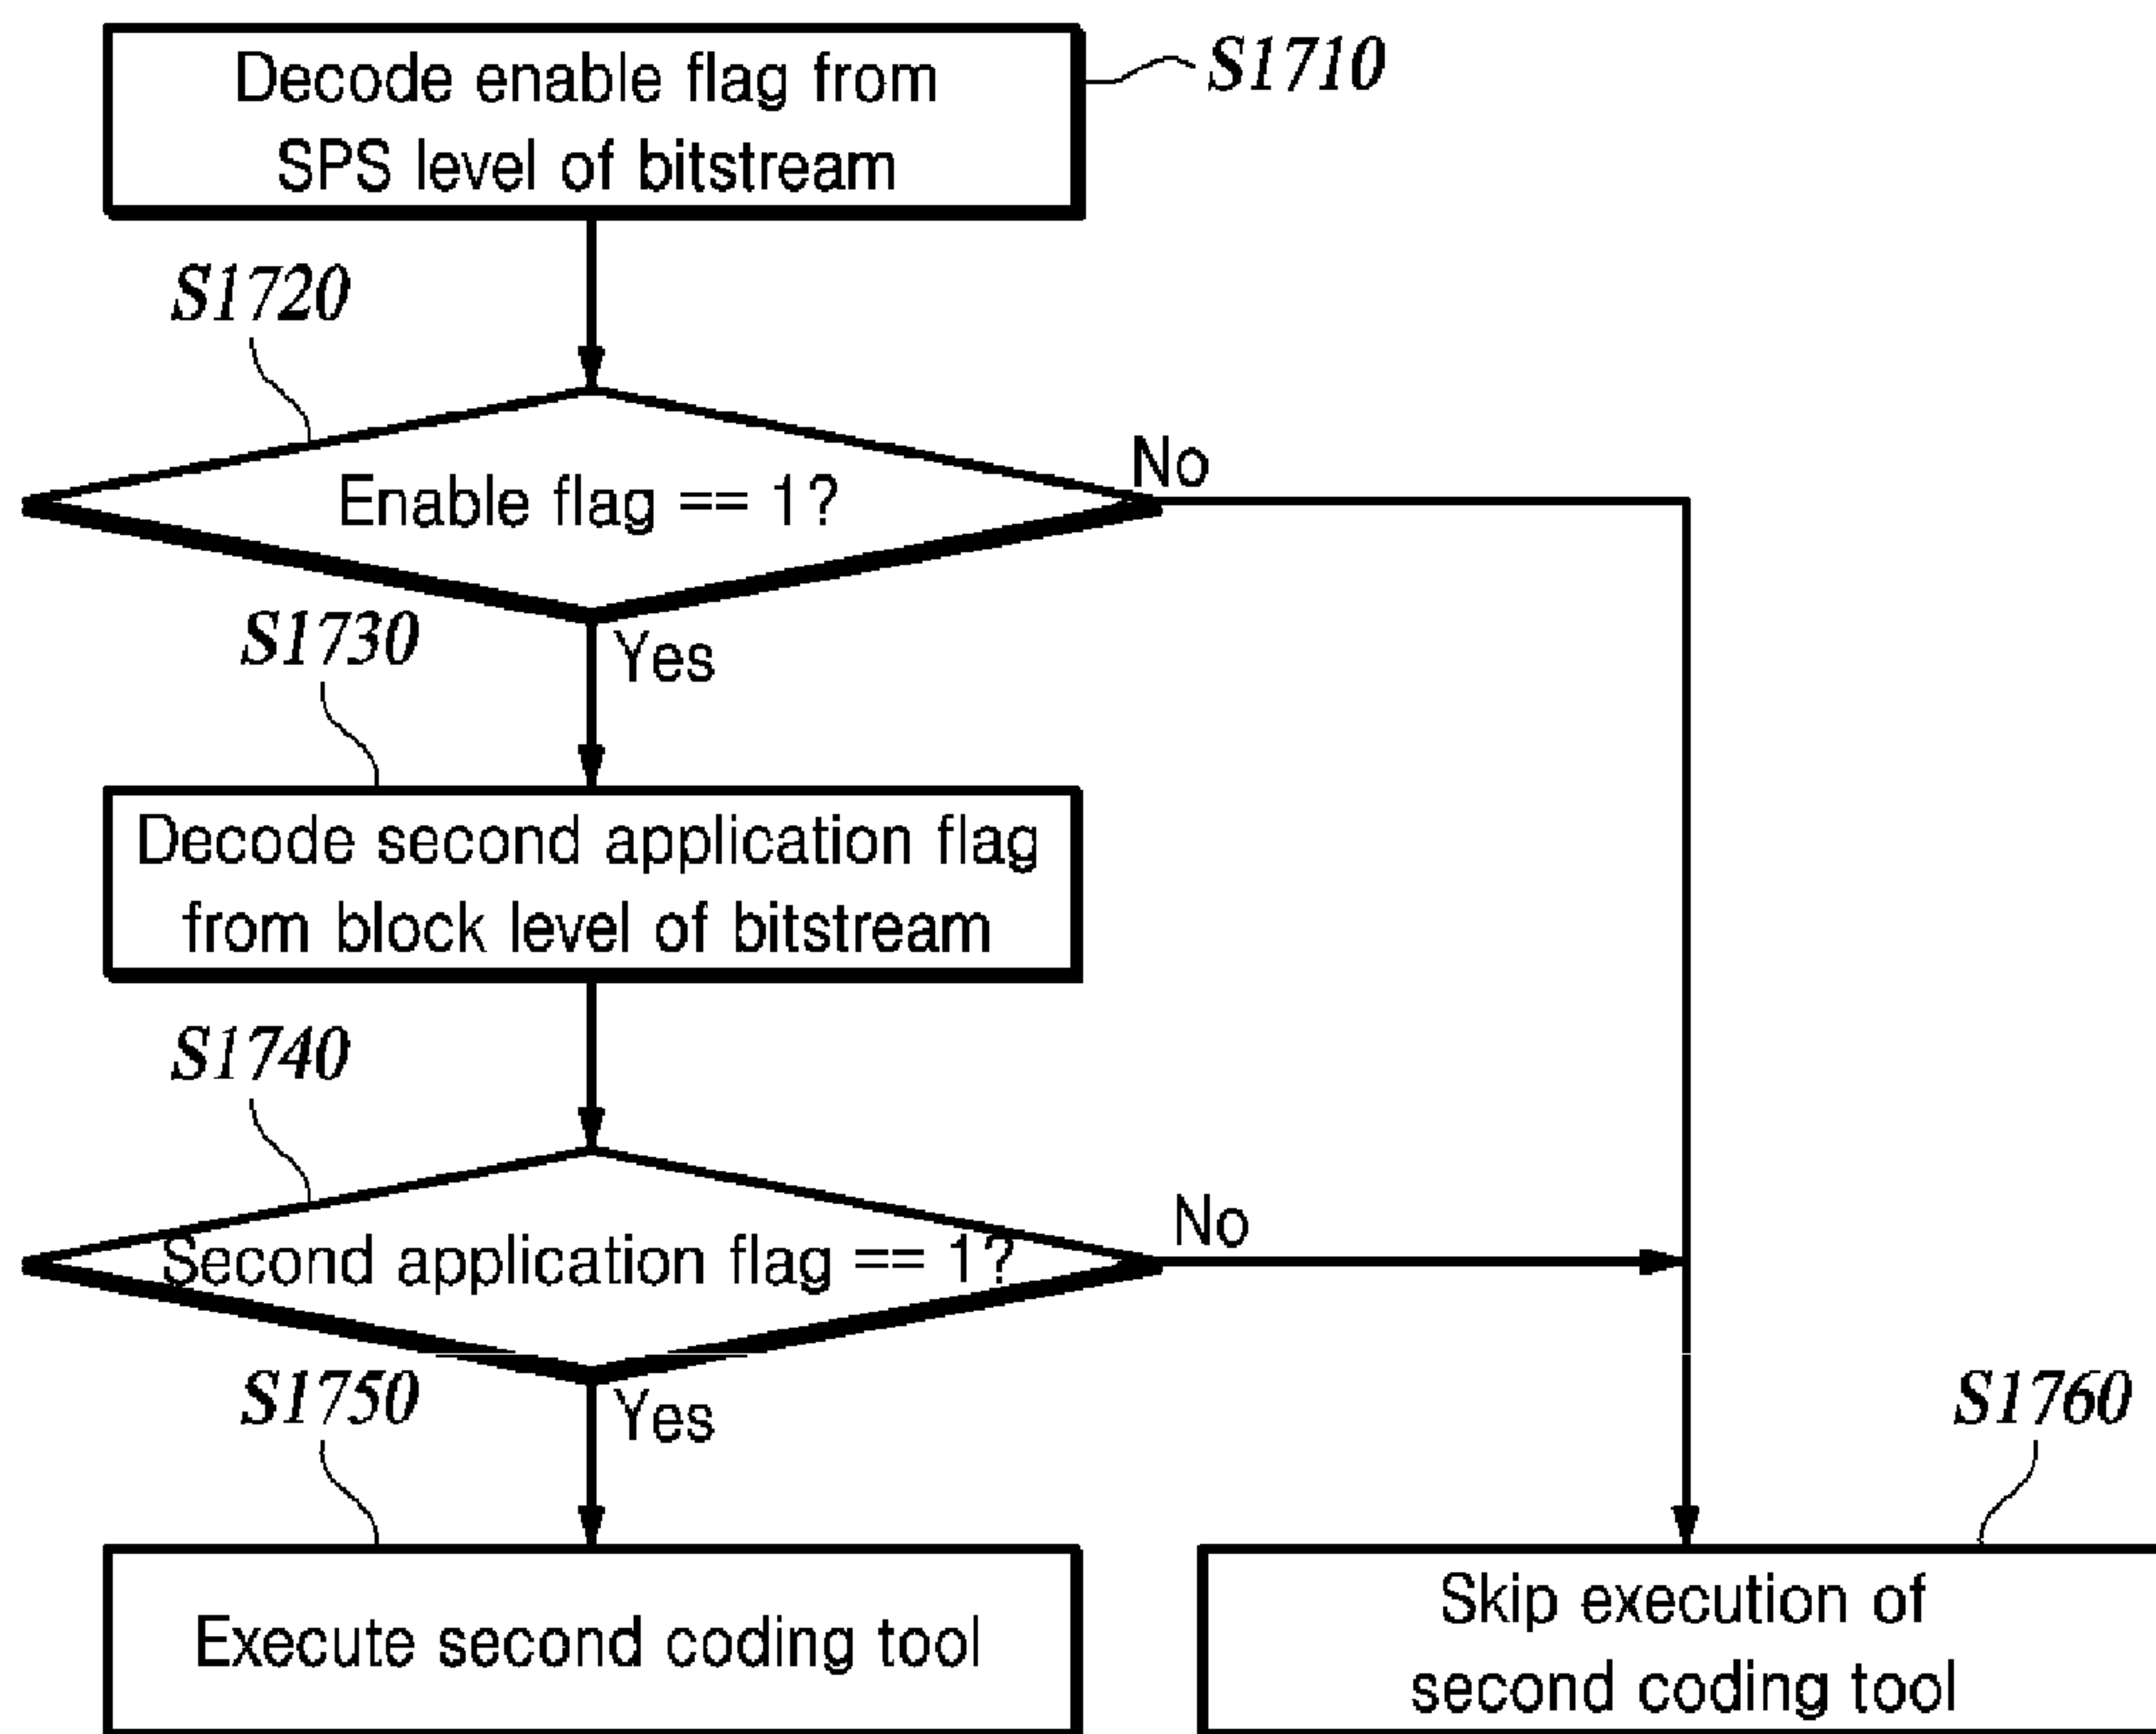 Decode enable flag from
SPS level of bitstream
S1710
S1720
Enable flag == 1?
No
Yes
S1730
Decode second application flag
from block level of bitstream
S1740
Second application flag == 1?
No
Yes
S1750
Execute second coding tool
S1760
Skip execution of
second coding tool